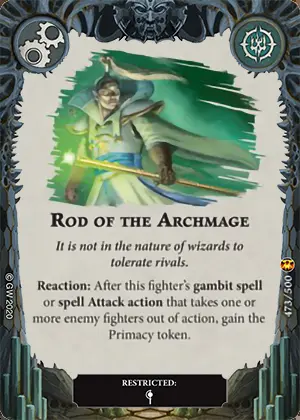 ROD OF THE ARCHMAGE
It is not in the nature of wizards to
tolerate rivals.
Reaction: After this fighter's gambit spell
or spell Attack action that takes one or
more enemy fighters out of action, gain the
Primacy token.
© GW 2020
473/500
RESTRICTED: